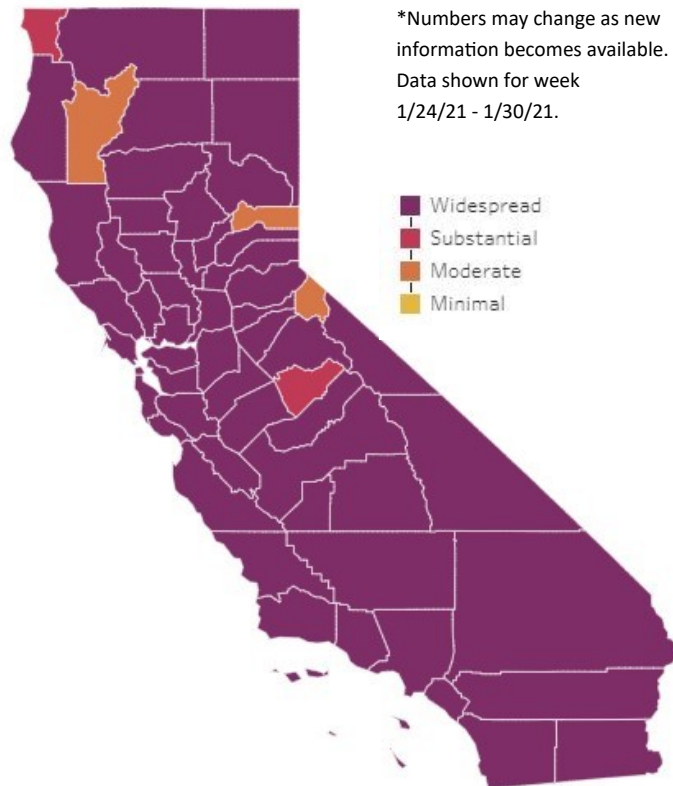 *Numbers may change as new
information becomes available.
Data shown for week
1/24/21 - 1/30/21.
Widespread
Substantial
Moderate
Minimal